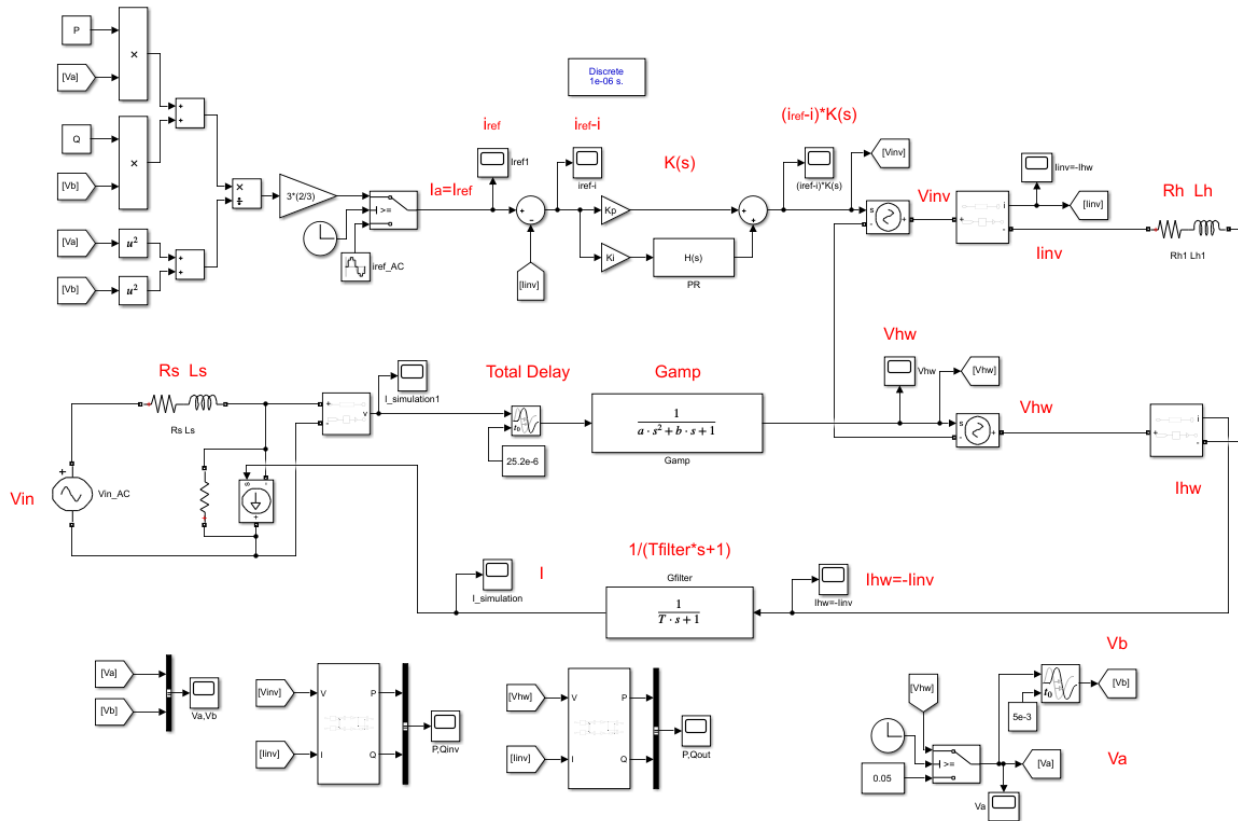 P
[Va]
×
Q
[Vb]
×
+
+
×
÷
[Va]
u²
[Vb]
u²
+
+
3*(2/3)
>=
iref_AC
Ia=Iref
iref
Iref1
+
−
[Iinv]
iref-i
iref-i
Discrete
1e-06 s.
K(s)
Kp
Ki
H(s)
PR
+
+
(iref-i)*K(s)
(iref-i)*K(s)
[Vinv]
s
-
+
Vinv
+
i
-
Iinv=-Ihw
[Iinv]
Iinv
Rh Lh
Rh1 Lh1
Vin
+
Vin_AC
Rs Ls
Rs Ls
s
-
+
+
-
v
I_simulation1
Total Delay
t0
25.2e-6
Gamp
1
a · s² + b · s + 1
Gamp
Vhw
Vhw
[Vhw]
s
-
+
Vhw
+
i
-
Ihw
I
I_simulation
1/(Tfilter*s+1)
Gfilter
1
T · s + 1
Ihw=-Iinv
Ihw=-Iinv
[Va]
[Vb]
Va,Vb
[Vinv]
[Iinv]
V
I
P
Q
P,Qinv
[Vhw]
[Iinv]
V
I
P
Q
P,Qout
[Vhw]
0.05
>=
Va
[Va]
Va
5e-3
t0
[Vb]
Vb